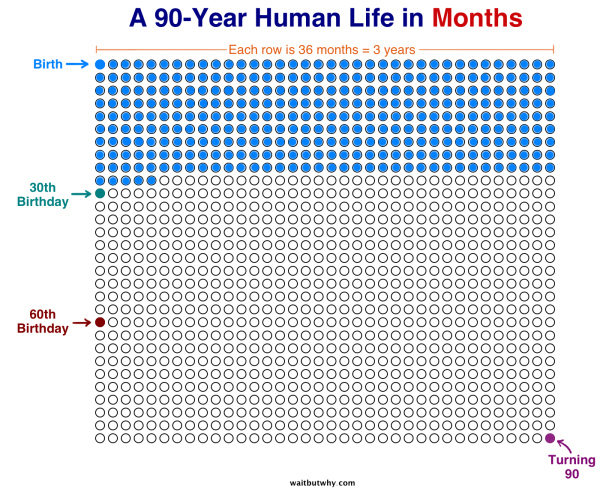 A 90-Year Human Life in Months
Each row is 36 months = 3 years
Birth
30th
Birthday
60th
Birthday
Turning
90
waitbutwhy.com